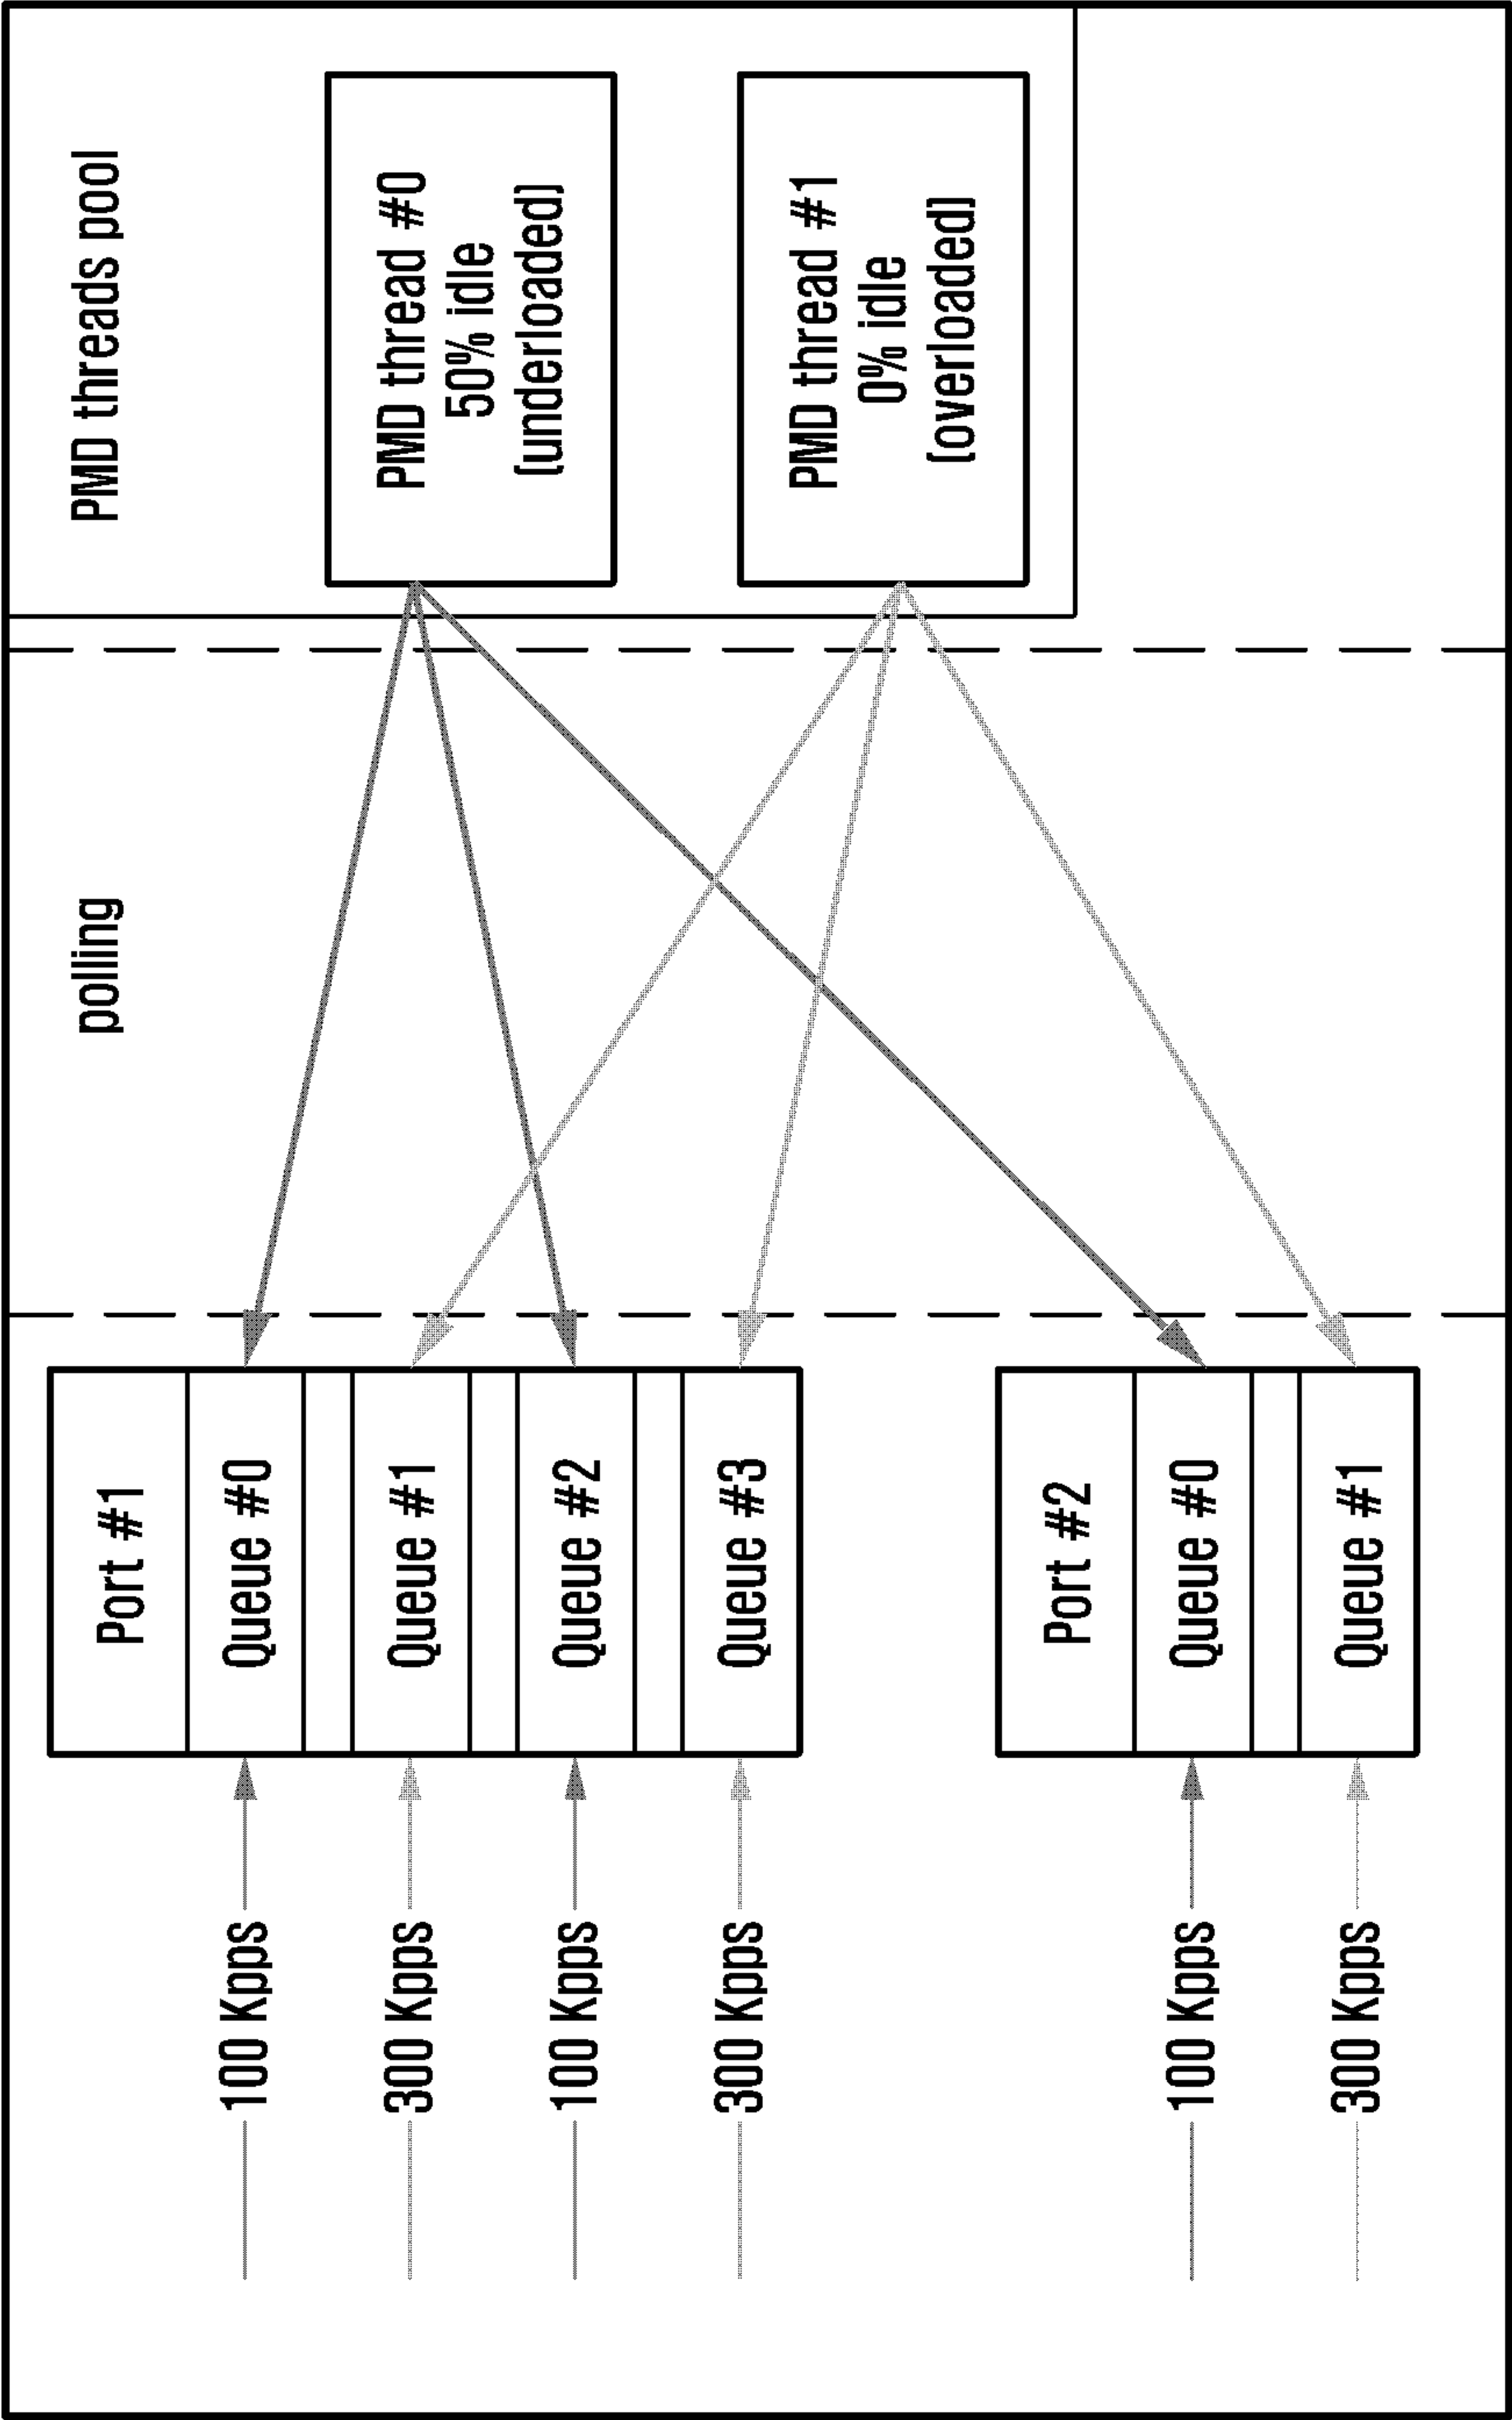 100 Kpps
300 Kpps
100 Kpps
300 Kpps
100 Kpps
300 Kpps
Port #1
Queue #0
Queue #1
Queue #2
Queue #3
Port #2
Queue #0
Queue #1
polling
PMD threads pool
PMD thread #0
50% idle
(underloaded)
PMD thread #1
0% idle
(overloaded)